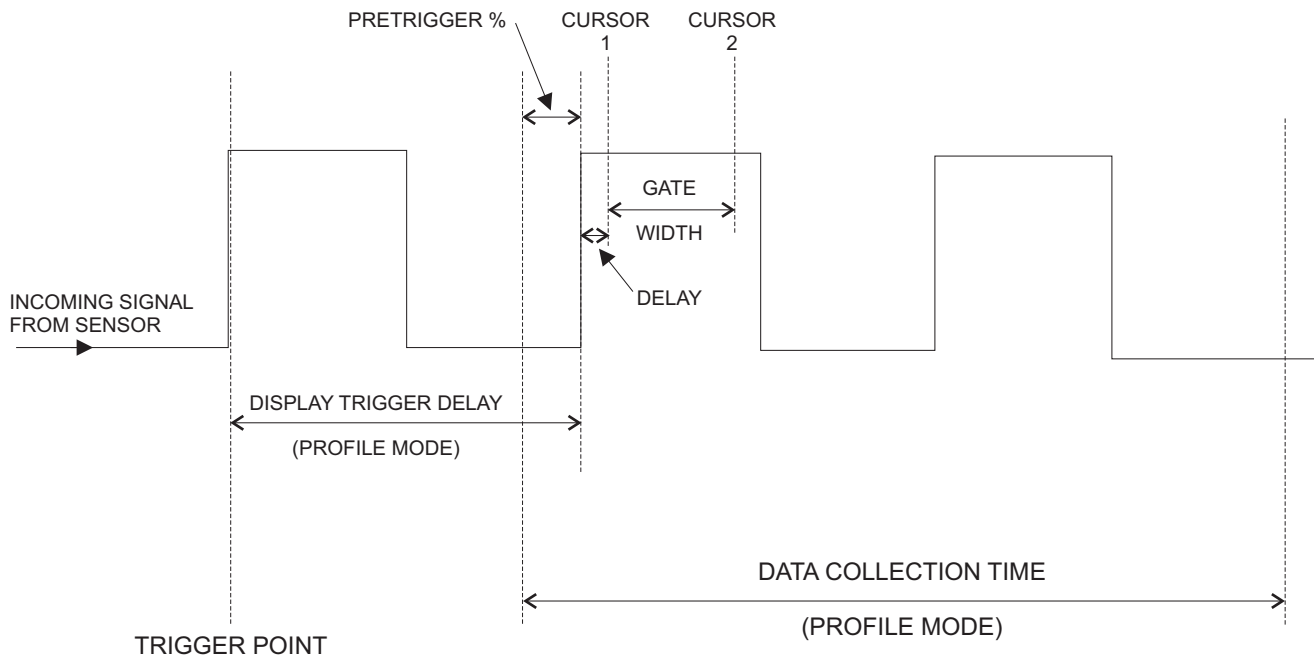 PRETRIGGER %
CURSOR
1
CURSOR
2
GATE
WIDTH
DELAY
INCOMING SIGNAL
FROM SENSOR
DISPLAY TRIGGER DELAY
(PROFILE MODE)
DATA COLLECTION TIME
(PROFILE MODE)
TRIGGER POINT